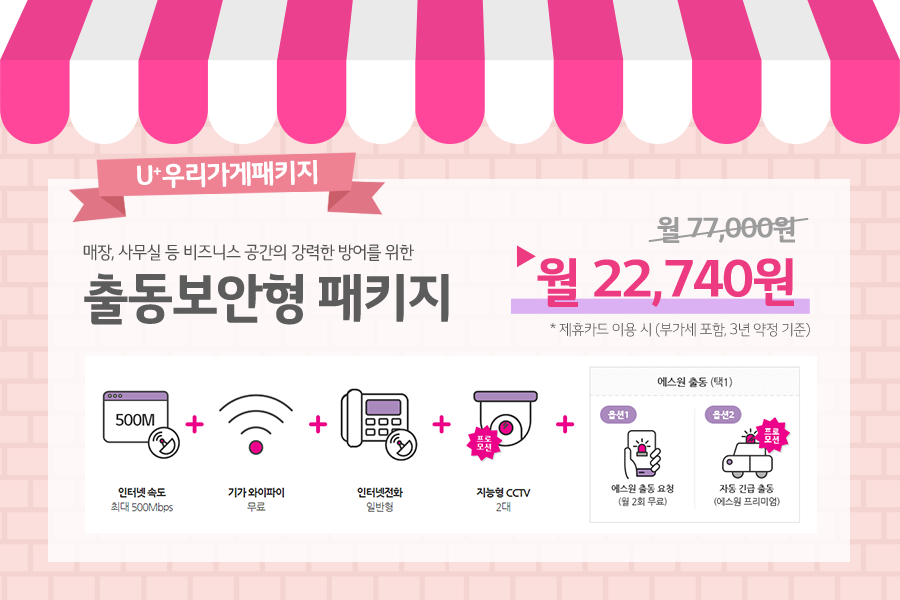 U+우리가게패키지
매장, 사무실 등 비즈니스 공간의 강력한 방어를 위한
출동보안형 패키지
월 77,000원
월 22,740원
* 제휴카드 이용 시 (부가세 포함, 3년 약정 기준)
500M
인터넷 속도
최대 500Mbps
+
기가 와이파이
무료
+
인터넷전화
일반형
+
프로
모션
지능형 CCTV
2대
+
에스원 출동 (택1)
옵션1
에스원 출동 요청
(월 2회 무료)
옵션2
프로
모션
자동 긴급 출동
(에스원 프리미엄)